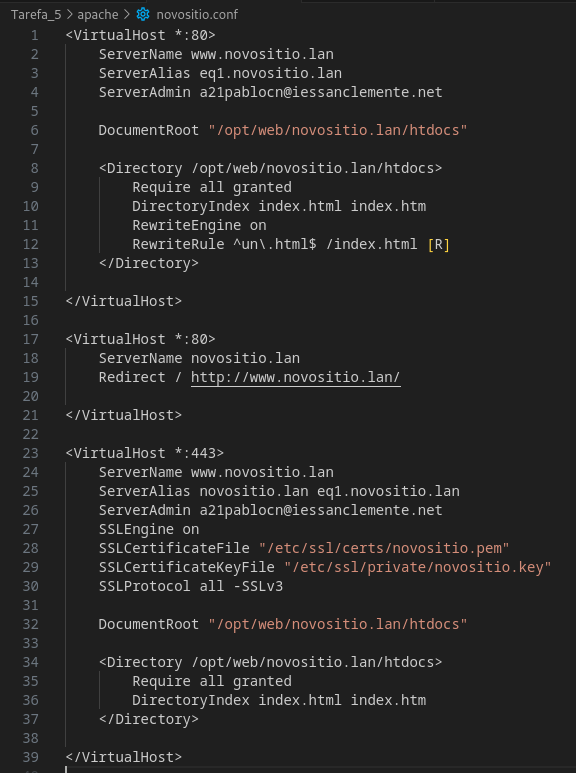 Tarefa_5 > apache > novositio.conf
1 <VirtualHost *:80>
2 ServerName www.novositio.lan
3 ServerAlias eq1.novositio.lan
4 ServerAdmin a21pablocn@iessanclemente.net
5
6 DocumentRoot "/opt/web/novositio.lan/htdocs"
7
8 <Directory /opt/web/novositio.lan/htdocs>
9 Require all granted
10 DirectoryIndex index.html index.htm
11 RewriteEngine on
12 RewriteRule ^un\.html$ /index.html [R]
13 </Directory>
14
15 </VirtualHost>
16
17 <VirtualHost *:80>
18 ServerName novositio.lan
19 Redirect / http://www.novositio.lan/
20
21 </VirtualHost>
22
23 <VirtualHost *:443>
24 ServerName www.novositio.lan
25 ServerAlias novositio.lan eq1.novositio.lan
26 ServerAdmin a21pablocn@iessanclemente.net
27 SSLEngine on
28 SSLCertificateFile "/etc/ssl/certs/novositio.pem"
29 SSLCertificateKeyFile "/etc/ssl/private/novositio.key"
30 SSLProtocol all -SSLv3
31
32 DocumentRoot "/opt/web/novositio.lan/htdocs"
33
34 <Directory /opt/web/novositio.lan/htdocs>
35 Require all granted
36 DirectoryIndex index.html index.htm
37 </Directory>
38
39 </VirtualHost>